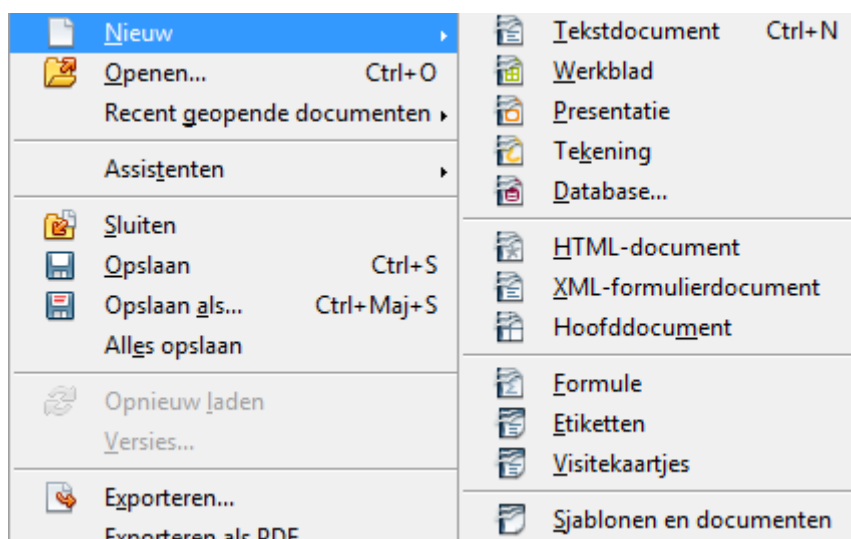 Nieuw
Openen... Ctrl+O
Recent geopende documenten
Assistenten
Sluiten
Opslaan Ctrl+S
Opslaan als... Ctrl+Maj+S
Alles opslaan
Opnieuw laden
Versies...
Exporteren...
Exporteren als PDF
Tekstdocument Ctrl+N
Werkblad
Presentatie
Tekening
Database...
HTML-document
XML-formulierdocument
Hoofddocument
Formule
Etiketten
Visitekaartjes
Sjablonen en documenten